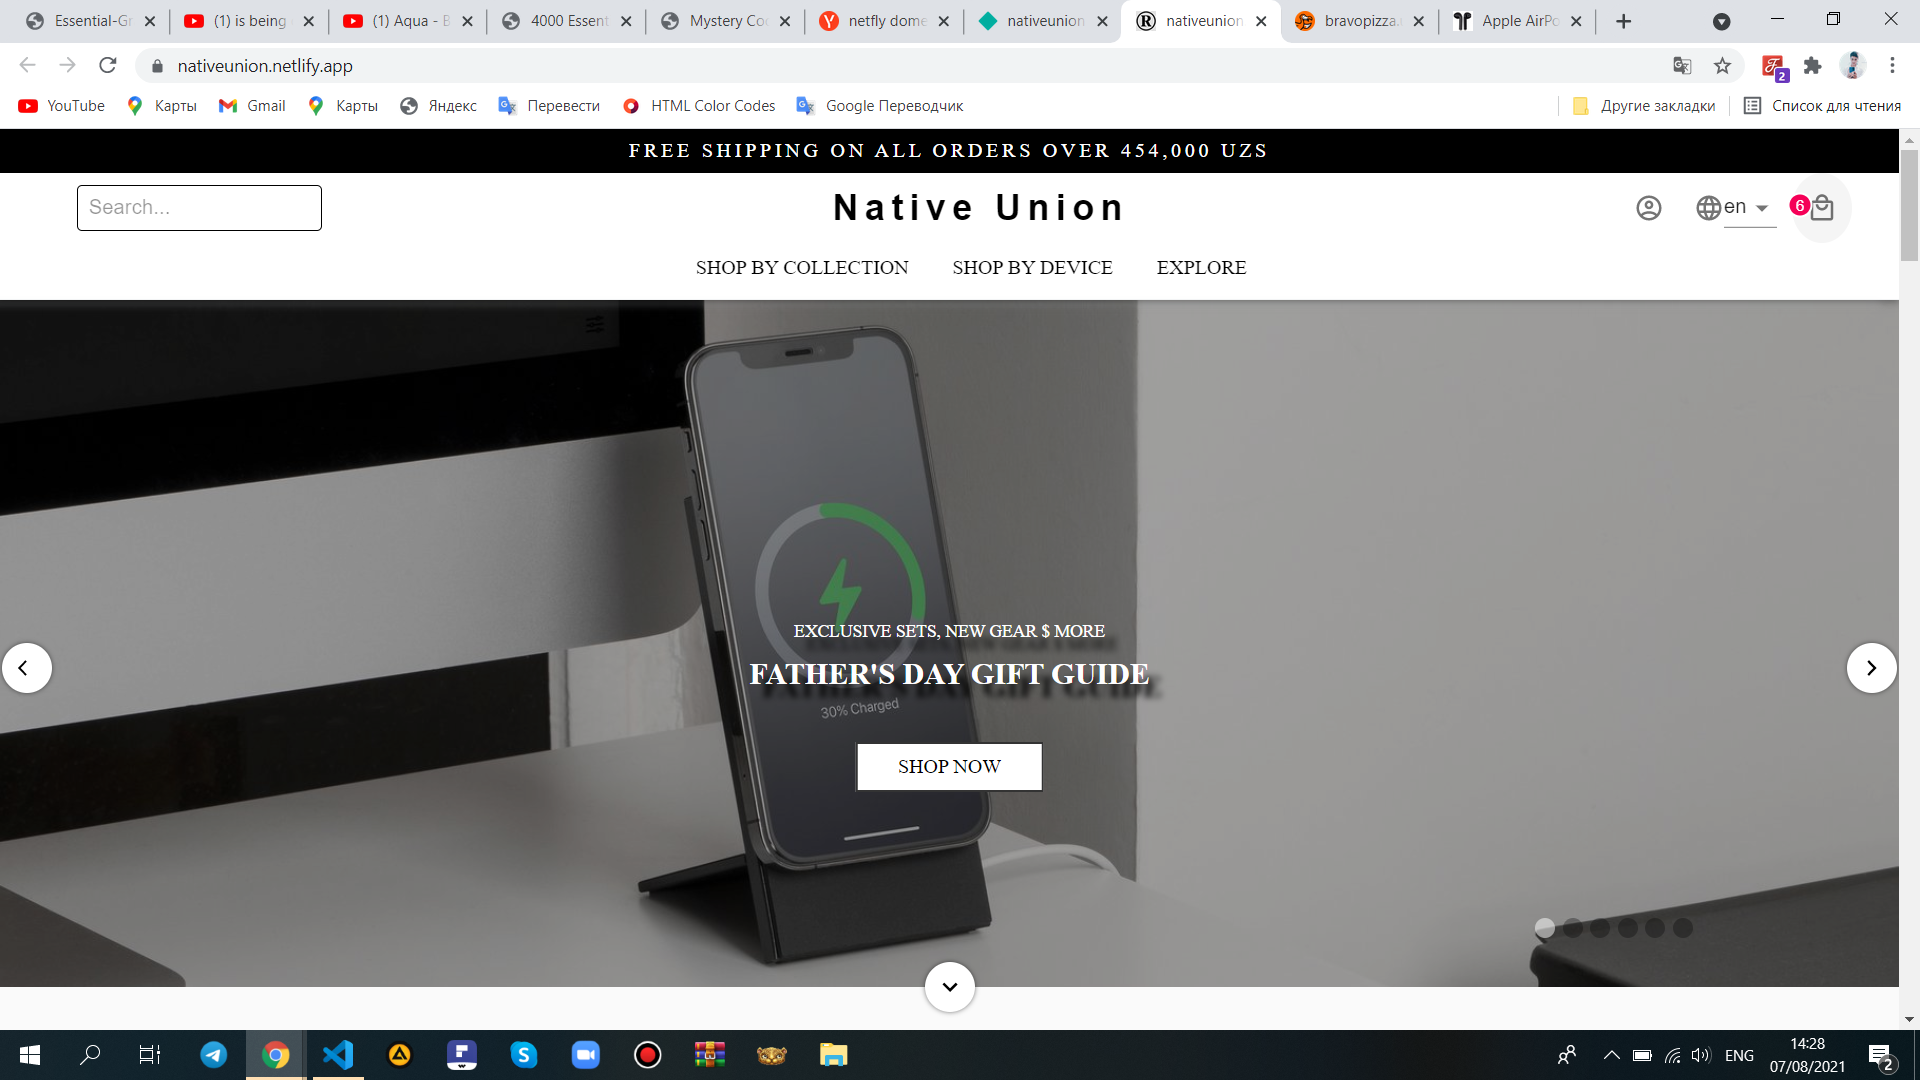 Essential-Gr
(1) is being
(1) Aqua - B
4000 Essent
Mystery Co
netfly dome
nativeunion
nativeunion
bravopizza.
Apple AirPo
nativeunion.netlify.app
2
YouTube
Карты
Gmail
Карты
Яндекс
Перевести
HTML Color Codes
Google Переводчик
Другие закладки
Список для чтения
FREE SHIPPING ON ALL ORDERS OVER 454,000 UZS
Search...
Native Union
en
6
SHOP BY COLLECTION
SHOP BY DEVICE
EXPLORE
EXCLUSIVE SETS, NEW GEAR $ MORE
FATHER'S DAY GIFT GUIDE
30% Charged
SHOP NOW
ENG
14:28
07/08/2021
2